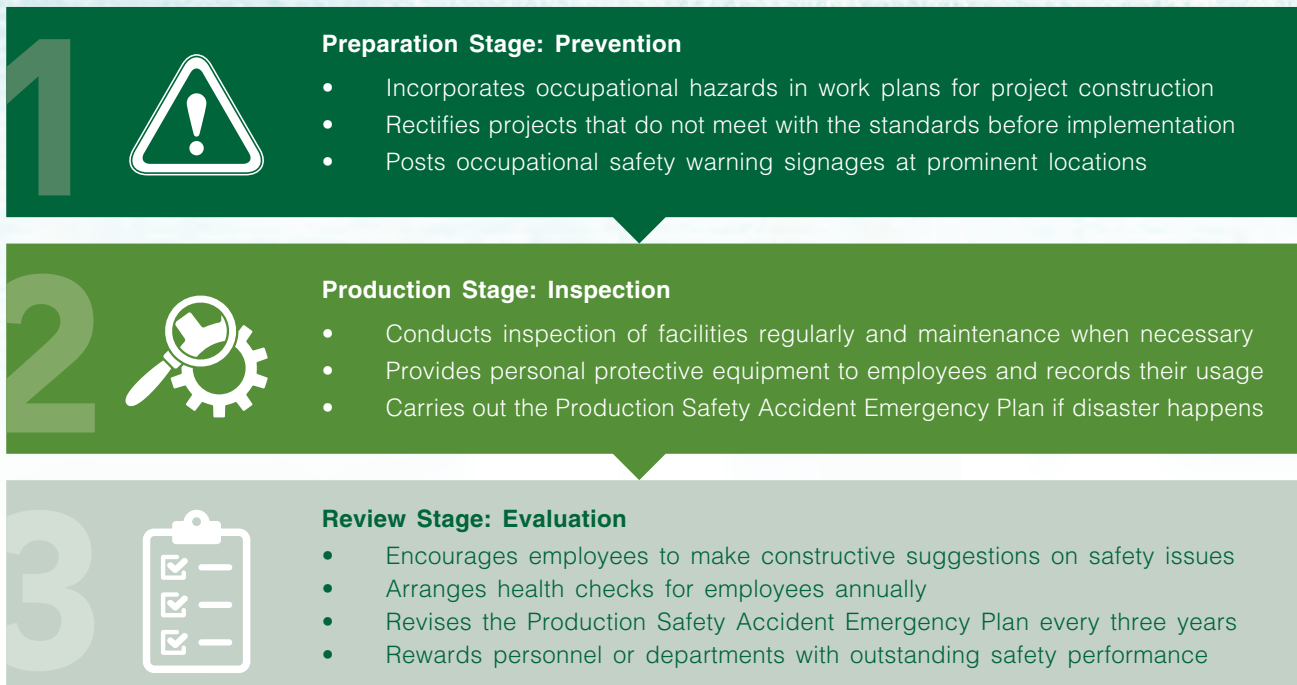 1
Preparation Stage: Prevention
• Incorporates occupational hazards in work plans for project construction
• Rectifies projects that do not meet with the standards before implementation
• Posts occupational safety warning signages at prominent locations
2
Production Stage: Inspection
• Conducts inspection of facilities regularly and maintenance when necessary
• Provides personal protective equipment to employees and records their usage
• Carries out the Production Safety Accident Emergency Plan if disaster happens
3
Review Stage: Evaluation
• Encourages employees to make constructive suggestions on safety issues
• Arranges health checks for employees annually
• Revises the Production Safety Accident Emergency Plan every three years
• Rewards personnel or departments with outstanding safety performance